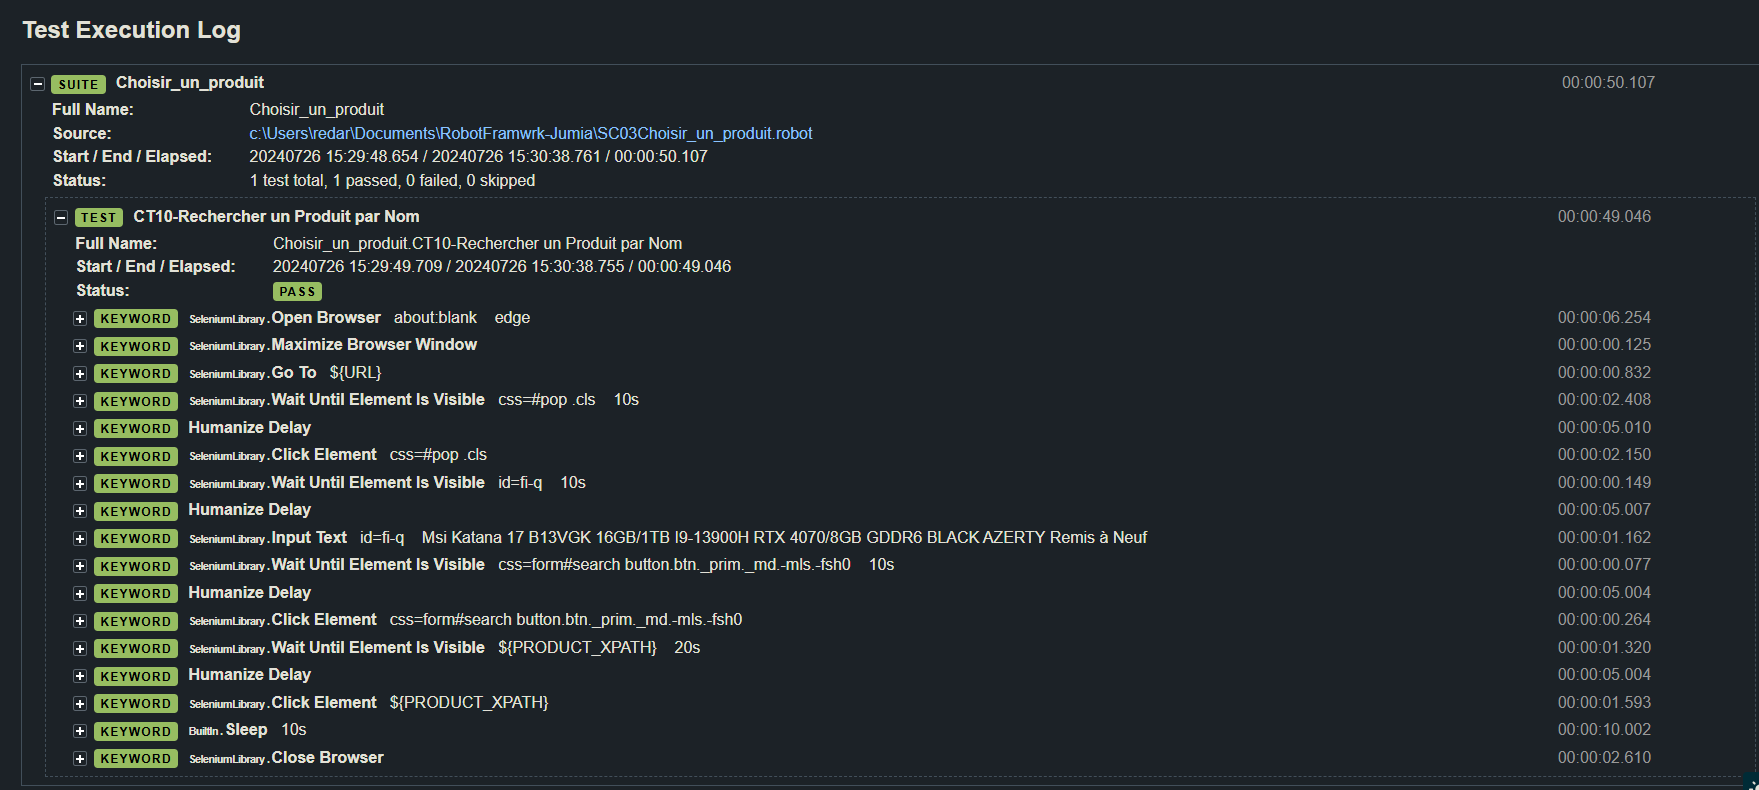 Test Execution Log
SUITE Choisir_un_produit 00:00:50.107
Full Name: Choisir_un_produit
Source: c:\Users\redar\Documents\RobotFramwrk-Jumia\SC03Choisir_un_produit.robot
Start / End / Elapsed: 20240726 15:29:48.654 / 20240726 15:30:38.761 / 00:00:50.107
Status: 1 test total, 1 passed, 0 failed, 0 skipped
TEST CT10-Rechercher un Produit par Nom 00:00:49.046
Full Name: Choisir_un_produit.CT10-Rechercher un Produit par Nom
Start / End / Elapsed: 20240726 15:29:49.709 / 20240726 15:30:38.755 / 00:00:49.046
Status: PASS
KEYWORD SeleniumLibrary.Open Browser about:blank edge 00:00:06.254
KEYWORD SeleniumLibrary.Maximize Browser Window 00:00:00.125
KEYWORD SeleniumLibrary.Go To ${URL} 00:00:00.832
KEYWORD SeleniumLibrary.Wait Until Element Is Visible css=#pop .cls 10s 00:00:02.408
KEYWORD Humanize Delay 00:00:05.010
KEYWORD SeleniumLibrary.Click Element css=#pop .cls 00:00:02.150
KEYWORD SeleniumLibrary.Wait Until Element Is Visible id=fi-q 10s 00:00:00.149
KEYWORD Humanize Delay 00:00:05.007
KEYWORD SeleniumLibrary.Input Text id=fi-q Msi Katana 17 B13VGK 16GB/1TB I9-13900H RTX 4070/8GB GDDR6 BLACK AZERTY Remis à Neuf 00:00:01.162
KEYWORD SeleniumLibrary.Wait Until Element Is Visible css=form#search button.btn._prim._md.-mls.-fsh0 10s 00:00:00.077
KEYWORD Humanize Delay 00:00:05.004
KEYWORD SeleniumLibrary.Click Element css=form#search button.btn._prim._md.-mls.-fsh0 00:00:00.264
KEYWORD SeleniumLibrary.Wait Until Element Is Visible ${PRODUCT_XPATH} 20s 00:00:01.320
KEYWORD Humanize Delay 00:00:05.004
KEYWORD SeleniumLibrary.Click Element ${PRODUCT_XPATH} 00:00:01.593
KEYWORD BuiltIn.Sleep 10s 00:00:10.002
KEYWORD SeleniumLibrary.Close Browser 00:00:02.610